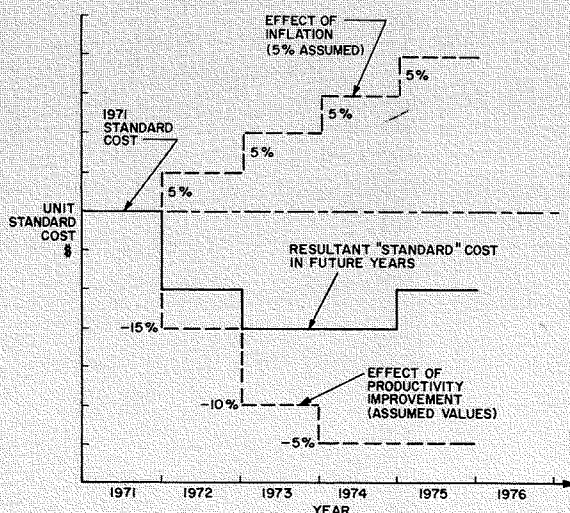 EFFECT OF
INFLATION
(5% ASSUMED)
5%
1971
STANDARD
COST
5%
5%
5%
UNIT
STANDARD
COST
$
RESULTANT "STANDARD" COST
IN FUTURE YEARS
-15%
EFFECT OF
PRODUCTIVITY
IMPROVEMENT
(ASSUMED VALUES)
-10%
-5%
1971 1972 1973 1974 1975 1976
YEAR